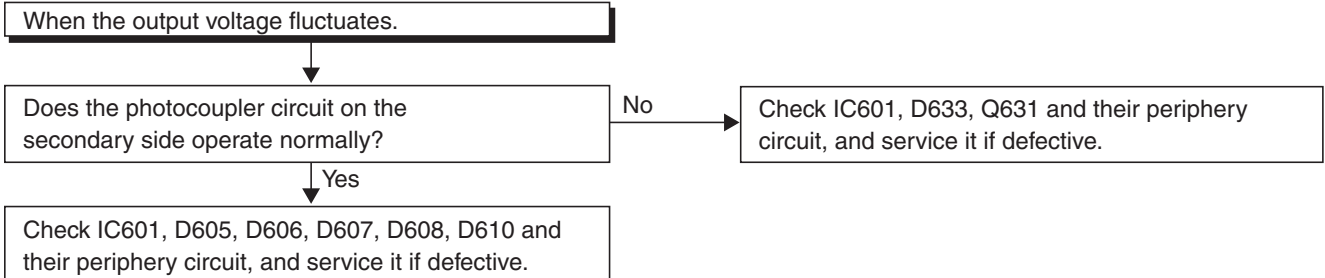 When the output voltage fluctuates.
Does the photocoupler circuit on the
secondary side operate normally?
No
Check IC601, D633, Q631 and their periphery
circuit, and service it if defective.
Yes
Check IC601, D605, D606, D607, D608, D610 and
their periphery circuit, and service it if defective.